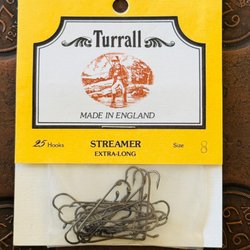 Turrall
MADE IN ENGLAND
25 Hooks STREAMER Size 8
EXTRA-LONG